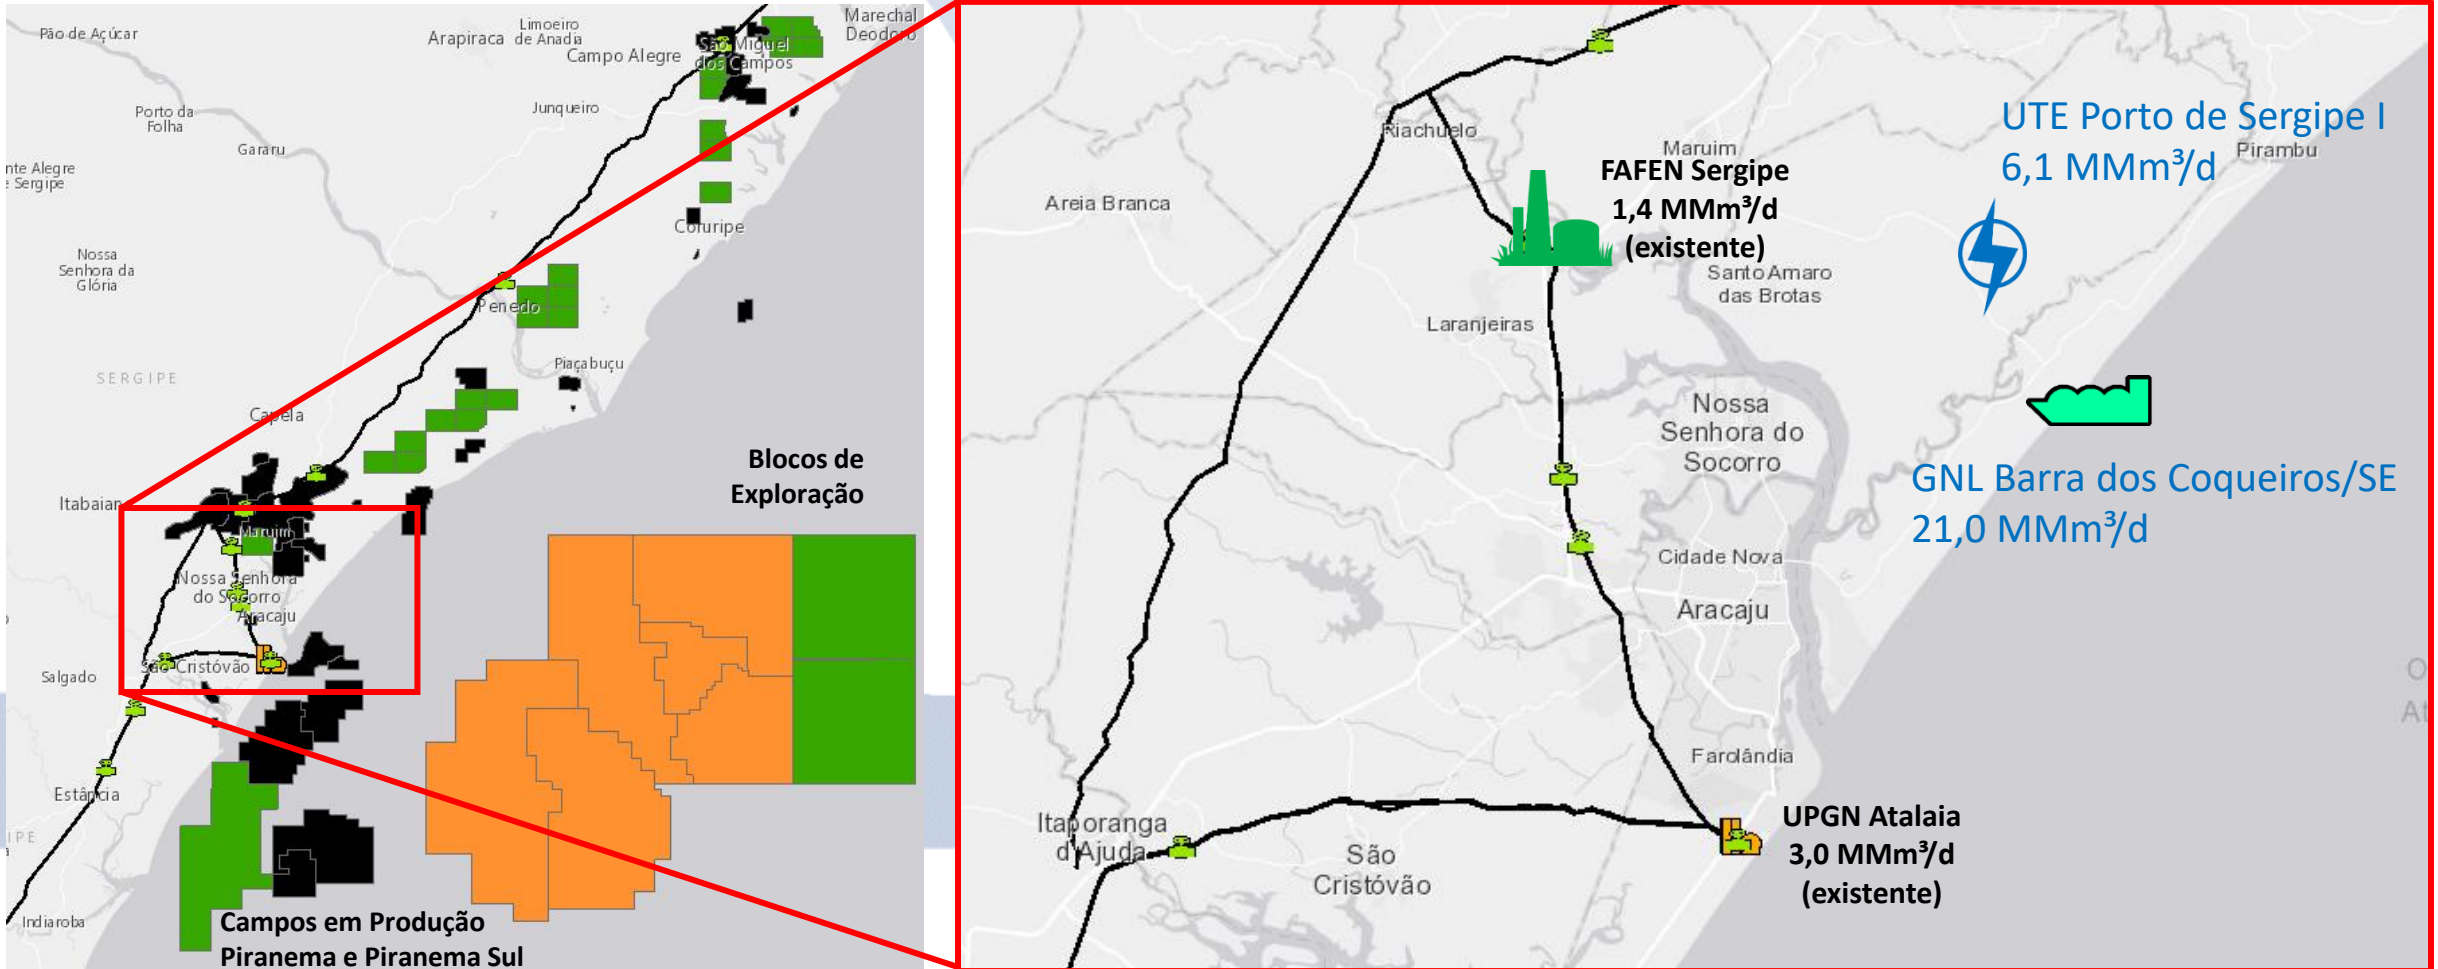 Pão de Açúcar
Limoeiro
de Anadia
Arapiraca
Marechal
Deodoro
Campo Alegre
São Miguel
dos Campos
Junqueiro
Porto da
Folha
Gararu
Coruripe
Nossa
Senhora da
Glória
Penedo
Piaçabuçu
SERGIPE
Capela
Blocos de
Exploração
Maruim
Nossa Senhora
do Socorro
Aracaju
São Cristóvão
Salgado
Estância
Indiaroba
Campos em Produção
Piranema e Piranema Sul
Riachuelo
Maruim
UTE Porto de Sergipe I
6,1 MMm³/d
Pirambu
FAFEN Sergipe
1,4 MMm³/d
(existente)
Areia Branca
Santo Amaro
das Brotas
Laranjeiras
Nossa
Senhora do
Socorro
GNL Barra dos Coqueiros/SE
21,0 MMm³/d
Cidade Nova
Aracaju
Farolândia
Itaporanga
d'Ajuda
São
Cristóvão
UPGN Atalaia
3,0 MMm³/d
(existente)